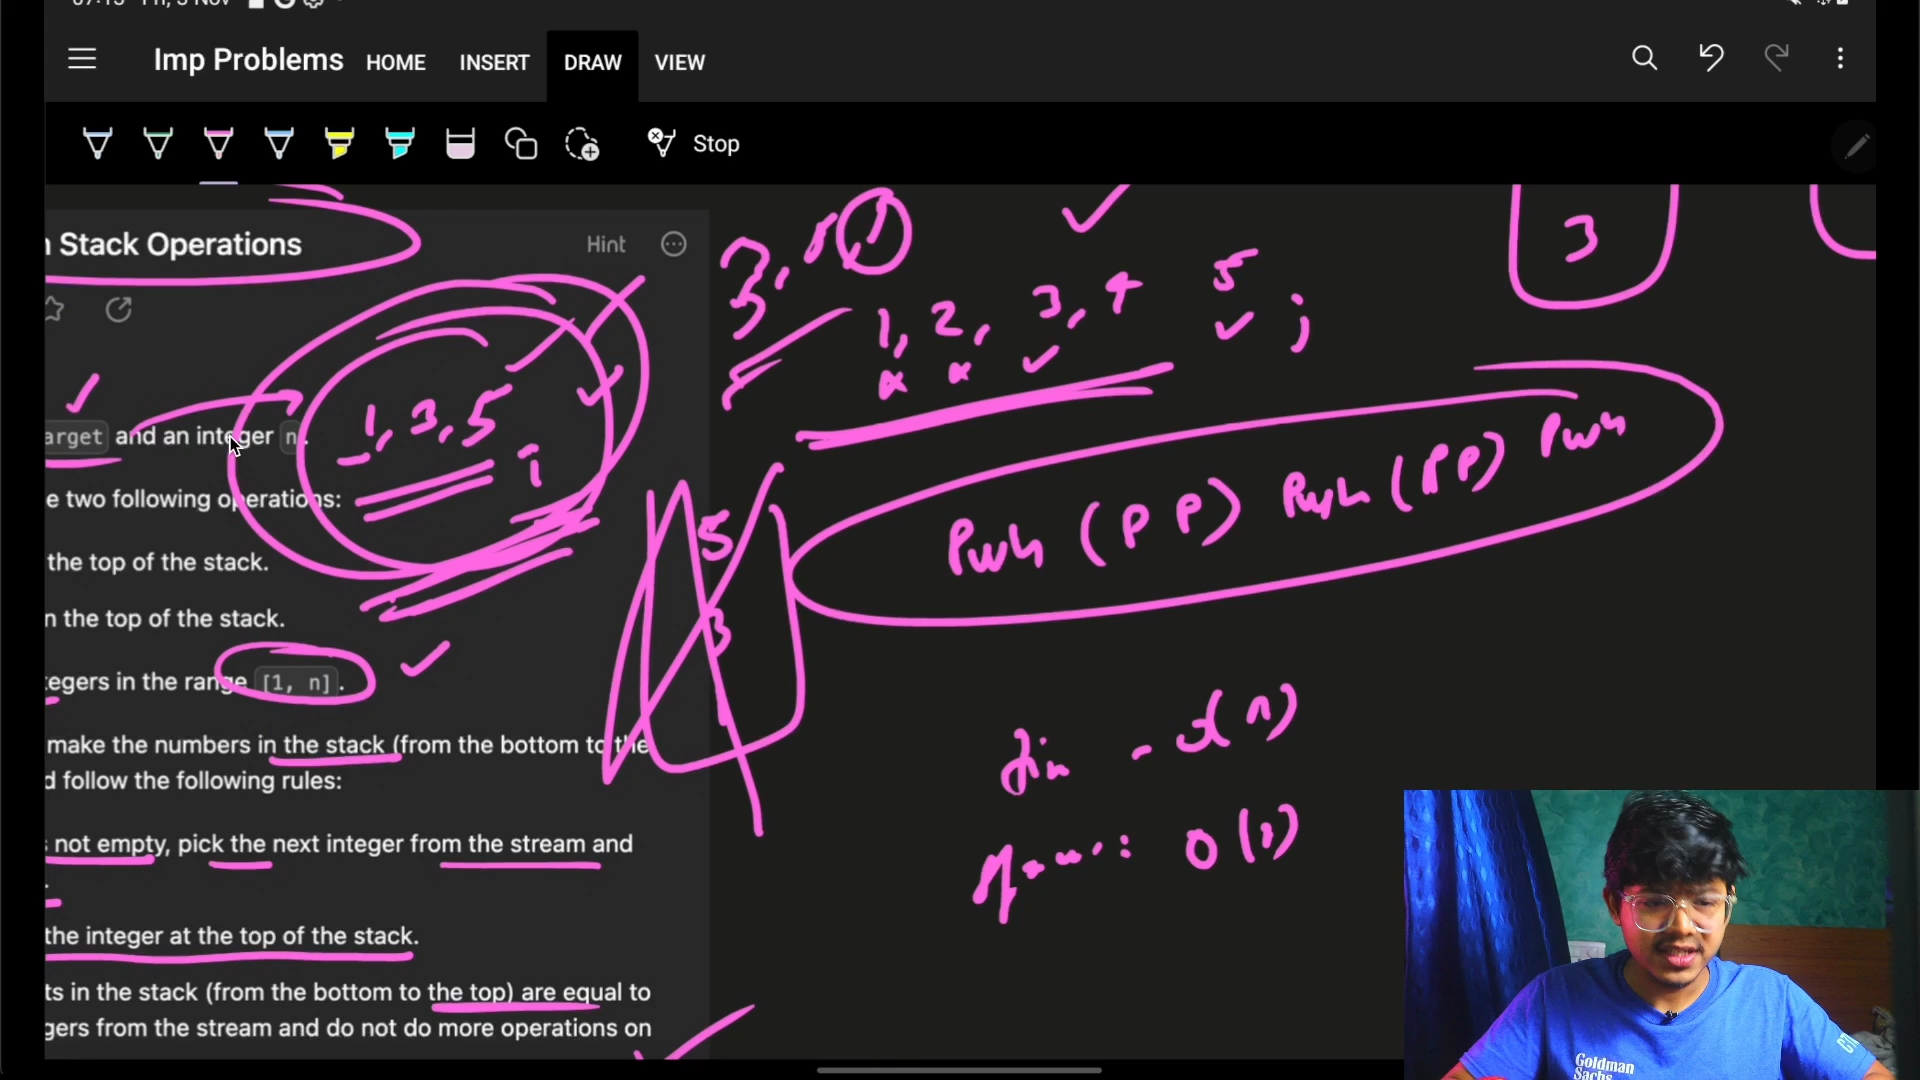 Imp Problems HOME INSERT DRAW VIEW
Stop
n Stack Operations Hint
3
3,
1, 2, 3, 4 5 ;
1, 3, 5
arget and an integer n.
e two following operations:
Push (P P) Push (P P) Push
5
the top of the stack.
n the top of the stack.
3
tegers in the range [1, n].
make the numbers in the stack (from the bottom to the
d follow the following rules:
O(n)
not empty, pick the next integer from the stream and
.
O(1)
the integer at the top of the stack.
ts in the stack (from the bottom to the top) are equal to
gers from the stream and do not do more operations on
Goldman
Sachs